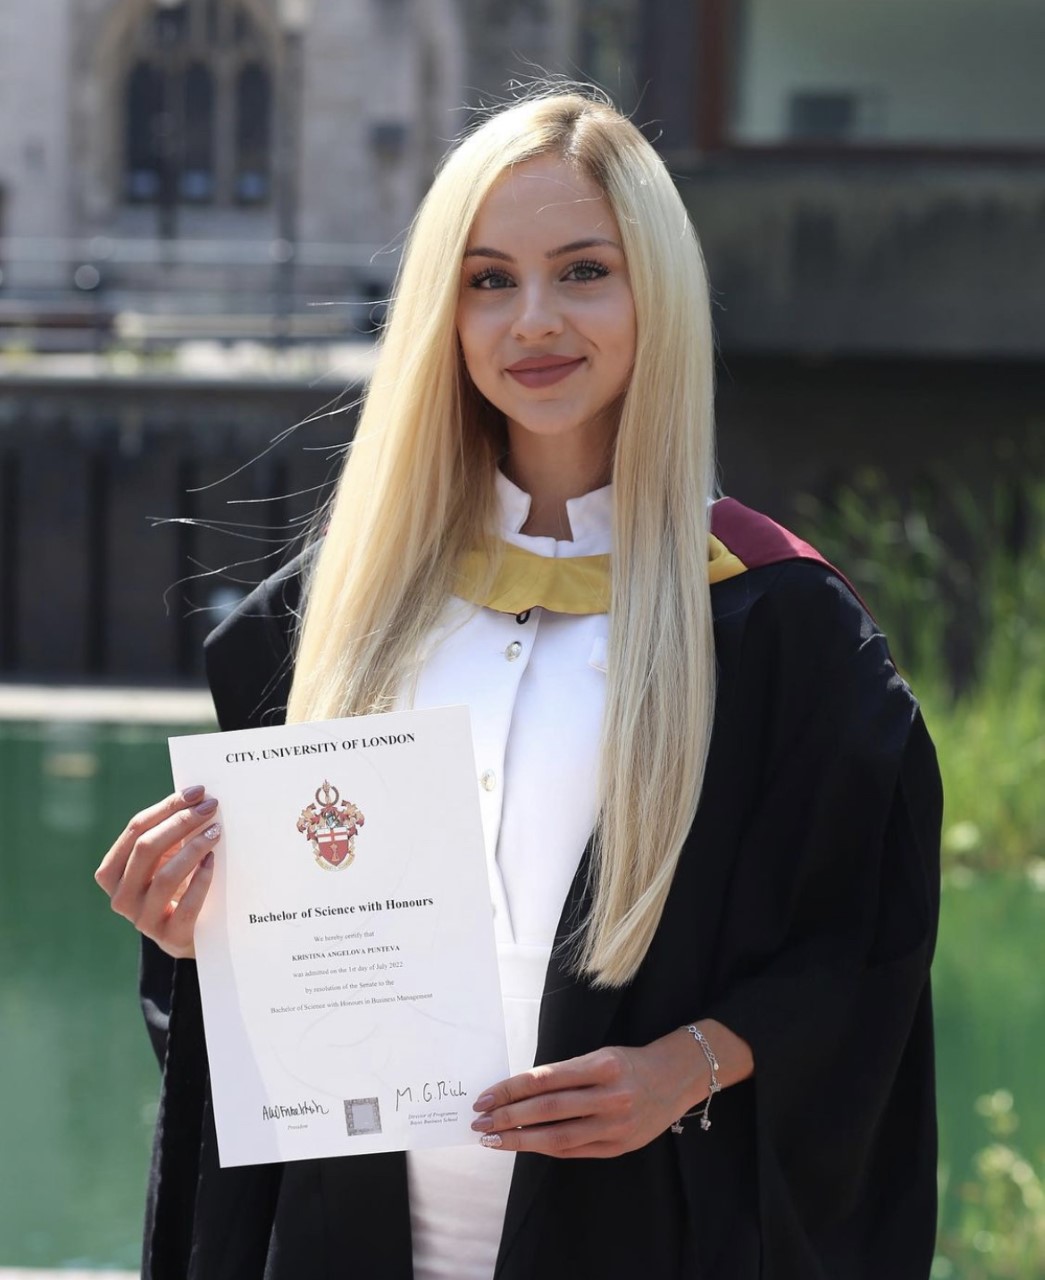 CITY, UNIVERSITY OF LONDON
Bachelor of Science with Honours
We hereby certify that
KRISTINA ANGELOVA PUNTEVA
was admitted on the 1st day of July 2022
by resolution of the Senate to the
Bachelor of Science with Honours in Business Management
M. G. Rich
President
Director of Programme
Bayes Business School